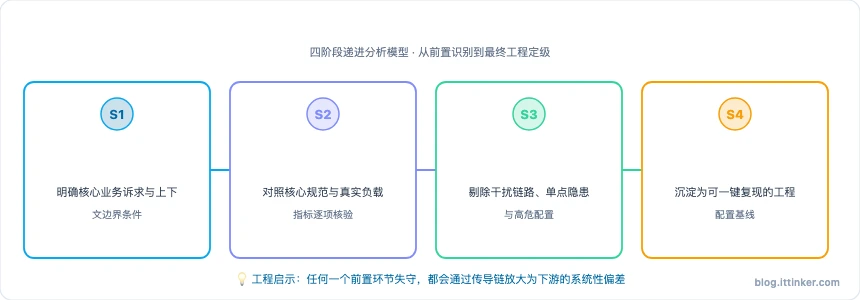 四阶段递进分析模型 · 从前置识别到最终工程定级
S1
明确核心业务诉求与上下
文边界条件
S2
对照核心规范与真实负载
指标逐项核验
S3
剔除干扰链路、单点隐患
与高危配置
S4
沉淀为可一键复现的工程
配置基线
💡 工程启示：任何一个前置环节失守，都会通过传导链放大为下游的系统性偏差
blog.ittinker.com